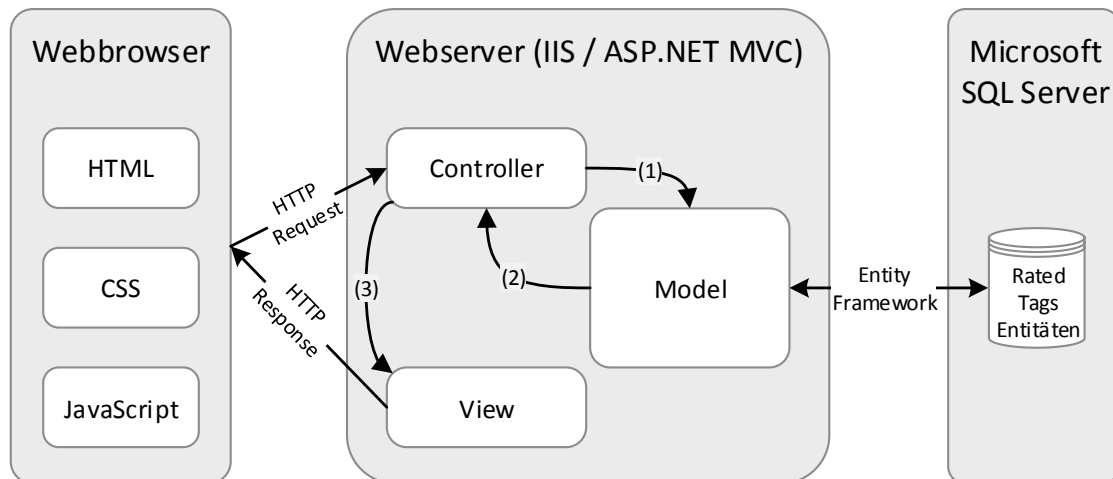 Webbrowser
HTML
CSS
JavaScript
HTTP
Request
HTTP
Response
Webserver (IIS / ASP.NET MVC)
Controller
(1)
(2)
(3)
Model
View
Entity
Framework
Microsoft
SQL Server
Rated
Tags
Entitäten